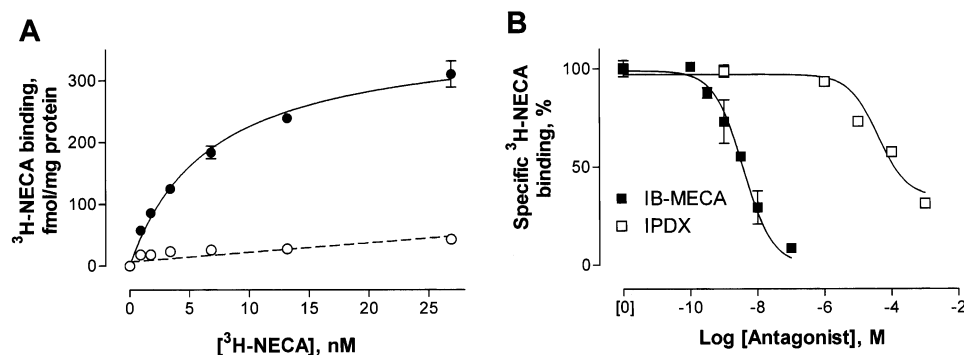 A
³H-NECA binding,
fmol/mg protein
300
200
100
0
0
5
10
15
20
25
[³H-NECA], nM
B
Specific ³H-NECA
binding, %
100
50
0
IB-MECA
IPDX
[0]
-10
-8
-6
-4
-2
Log [Antagonist], M